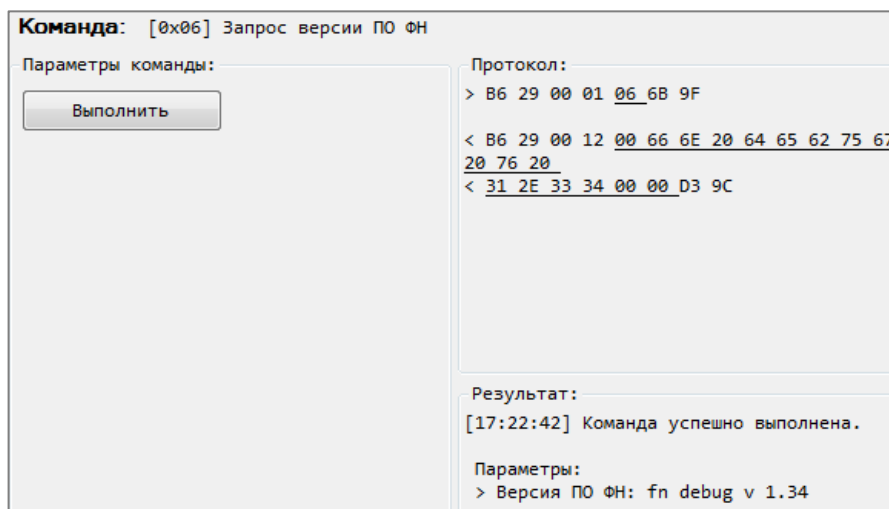 Команда: [0x06] Запрос версии ПО ФН
Параметры команды:
Выполнить
Протокол:
> B6 29 00 01 06 6B 9F
< B6 29 00 12 00 66 6E 20 64 65 62 75 67
20 76 20
< 31 2E 33 34 00 00 D3 9C
Результат:
[17:22:42] Команда успешно выполнена.
Параметры:
> Версия ПО ФН: fn debug v 1.34